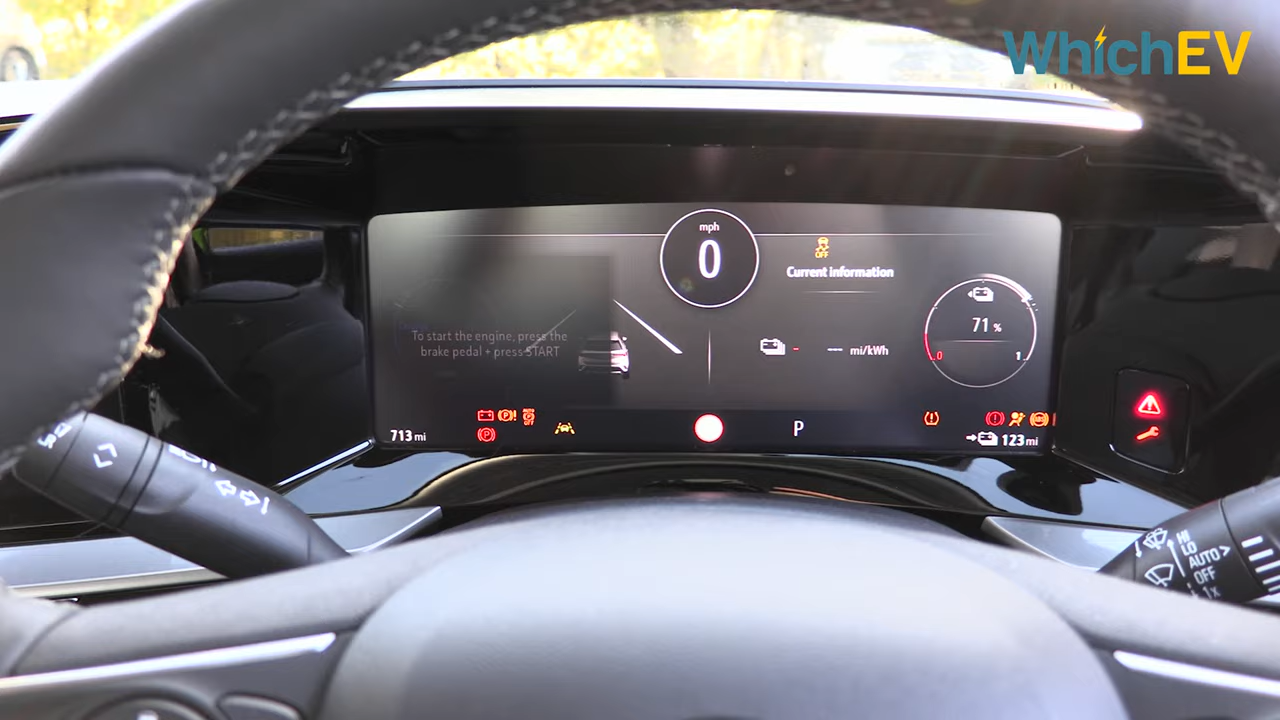 WhichEV
mph
0
OFF
Current information
71 %
0 1
To start the engine, press the
brake pedal + press START
- --- mi/kWh
P
713 mi
123 mi
HI
LO
AUTO >
OFF
1x